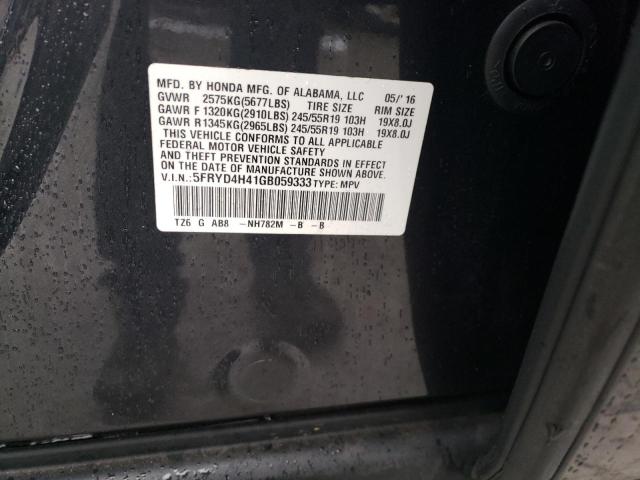 MFD. BY HONDA MFG. OF ALABAMA, LLC 05/'16
GVWR 2575KG(5677LBS) TIRE SIZE RIM SIZE
GAWR F 1320KG(2910LBS) 245/55R19 103H 19X8.0J
GAWR R 1345KG(2965LBS) 245/55R19 103H 19X8.0J
THIS VEHICLE CONFORMS TO ALL APPLICABLE
FEDERAL MOTOR VEHICLE SAFETY
AND THEFT PREVENTION STANDARDS IN EFFECT
ON THE DATE OF MANUFACTURE SHOWN ABOVE.
V.I.N.:5FRYD4H41GB059333 TYPE: MPV
TZ6 G AB8 -NH782M -B -B